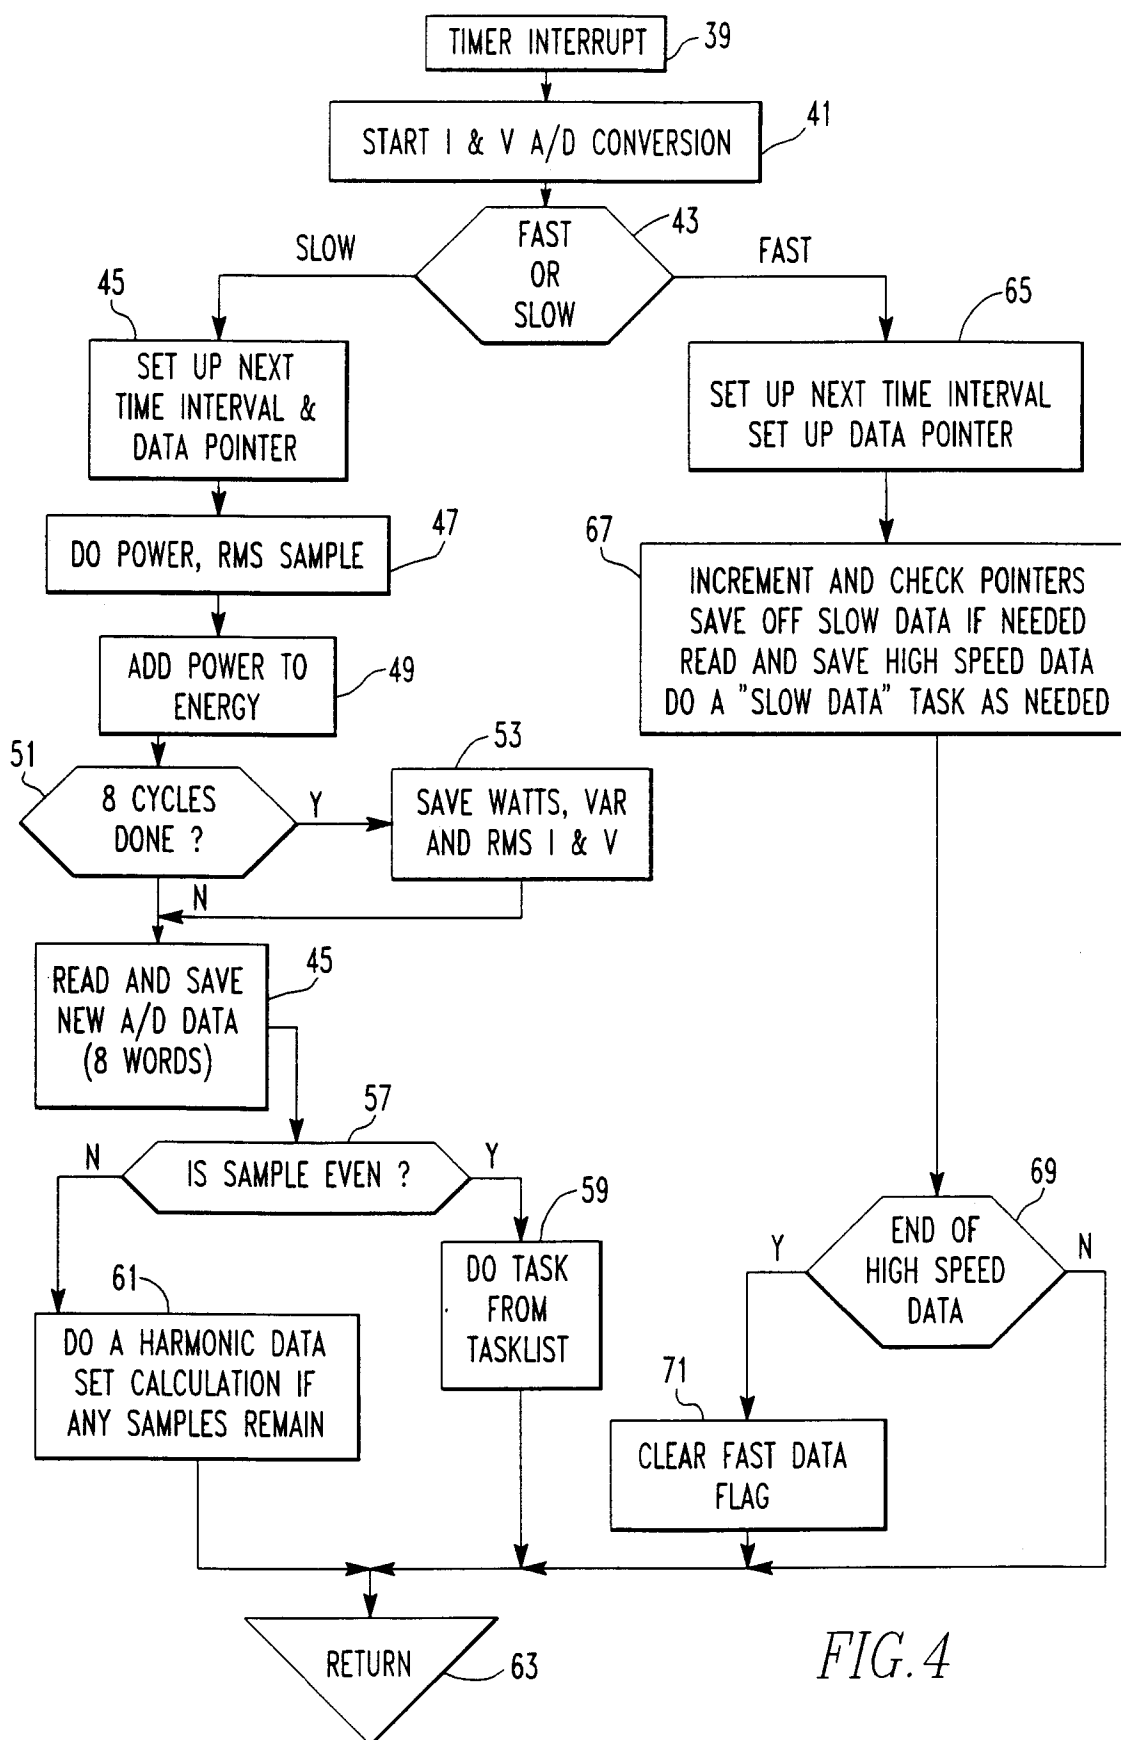 TIMER INTERRUPT
39
START I & V A/D CONVERSION
41
FAST
OR
SLOW
43
SLOW
FAST
45
SET UP NEXT
TIME INTERVAL &
DATA POINTER
65
SET UP NEXT TIME INTERVAL
SET UP DATA POINTER
DO POWER, RMS SAMPLE
47
67
INCREMENT AND CHECK POINTERS
SAVE OFF SLOW DATA IF NEEDED
READ AND SAVE HIGH SPEED DATA
DO A "SLOW DATA" TASK AS NEEDED
ADD POWER TO
ENERGY
49
51
8 CYCLES
DONE ?
Y
N
53
SAVE WATTS, VAR
AND RMS I & V
READ AND SAVE
NEW A/D DATA
(8 WORDS)
45
57
IS SAMPLE EVEN ?
N
Y
59
DO TASK
FROM
TASKLIST
61
DO A HARMONIC DATA
SET CALCULATION IF
ANY SAMPLES REMAIN
69
END OF
HIGH SPEED
DATA
Y
N
71
CLEAR FAST DATA
FLAG
RETURN
63
FIG. 4